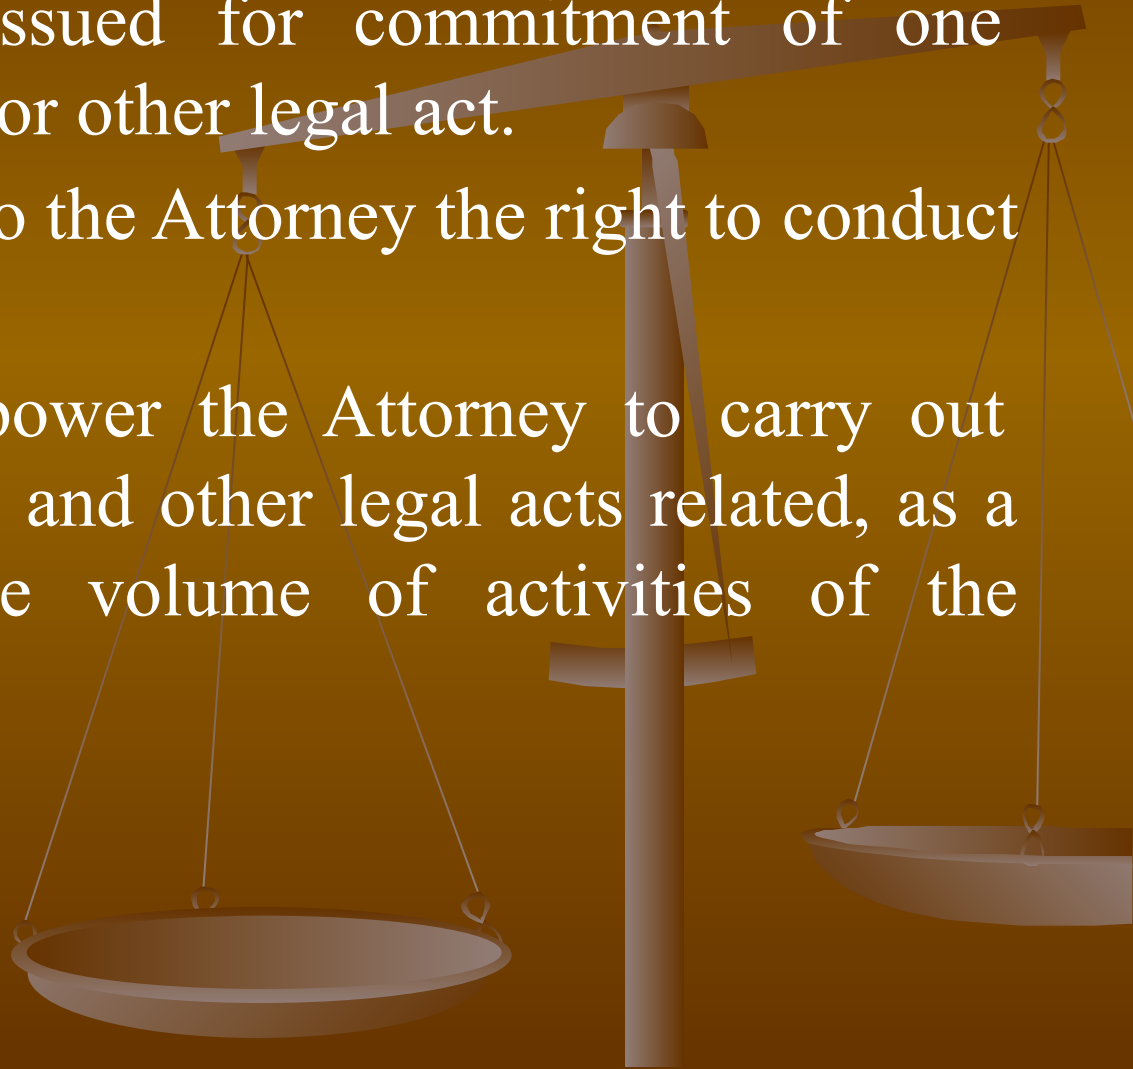 ssued for commitment of one
or other legal act.
o the Attorney the right to conduct
power the Attorney to carry out
and other legal acts related, as a
e volume of activities of the